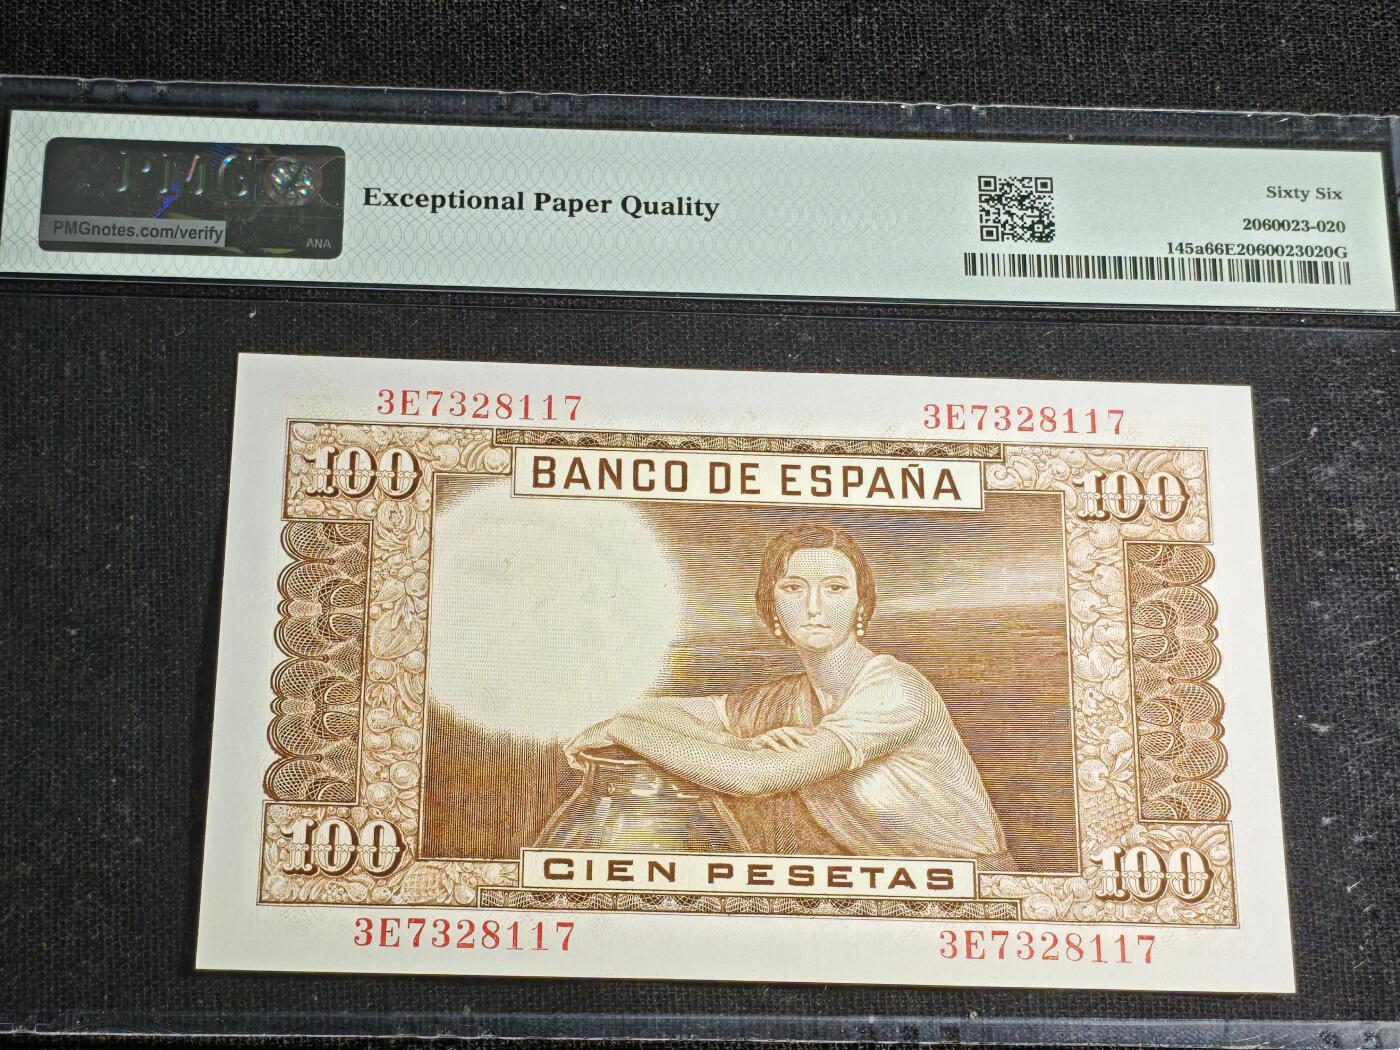 PMG
PMGnotes.com/verify
ANA
Exceptional Paper Quality
Sixty Six
2060023-020
145a66E2060023020G
3E7328117
3E7328117
100
BANCO DE ESPAÑA
100
100
CIEN PESETAS
100
3E7328117
3E7328117